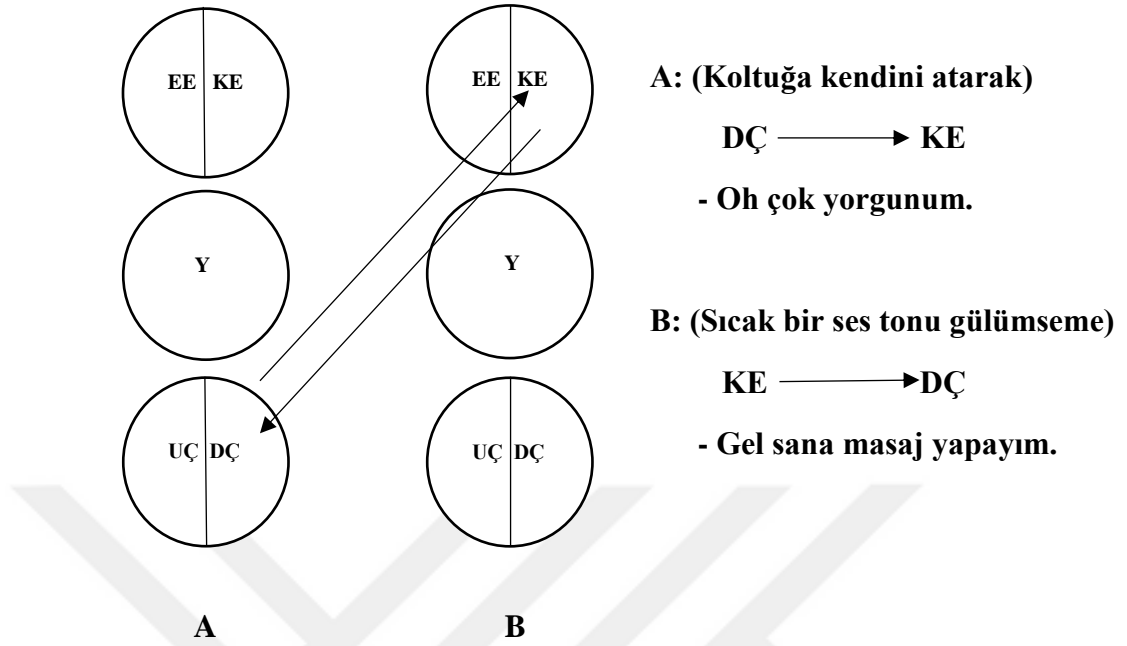 EE KE
EE KE
Y
Y
UÇ DÇ
UÇ DÇ
A
B
A: (Koltuğa kendini atarak)
DÇ KE
- Oh çok yorgunum.
B: (Sıcak bir ses tonu gülümseme)
KE DÇ
- Gel sana masaj yapayım.